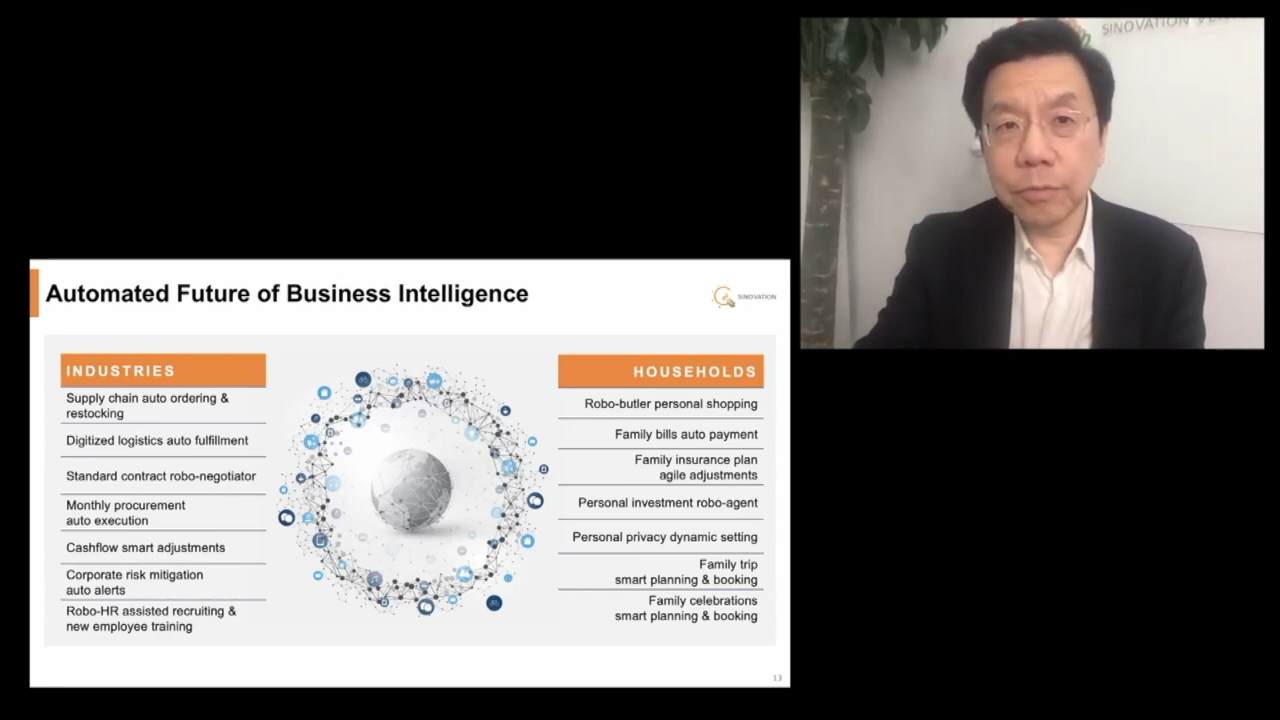 SINOVATION
Automated Future of Business Intelligence
SINOVATION
INDUSTRIES
Supply chain auto ordering &
restocking
Digitized logistics auto fulfillment
Standard contract robo-negotiator
Monthly procurement
auto execution
Cashflow smart adjustments
Corporate risk mitigation
auto alerts
Robo-HR assisted recruiting &
new employee training
HOUSEHOLDS
Robo-butler personal shopping
Family bills auto payment
Family insurance plan
agile adjustments
Personal investment robo-agent
Personal privacy dynamic setting
Family trip
smart planning & booking
Family celebrations
smart planning & booking
13